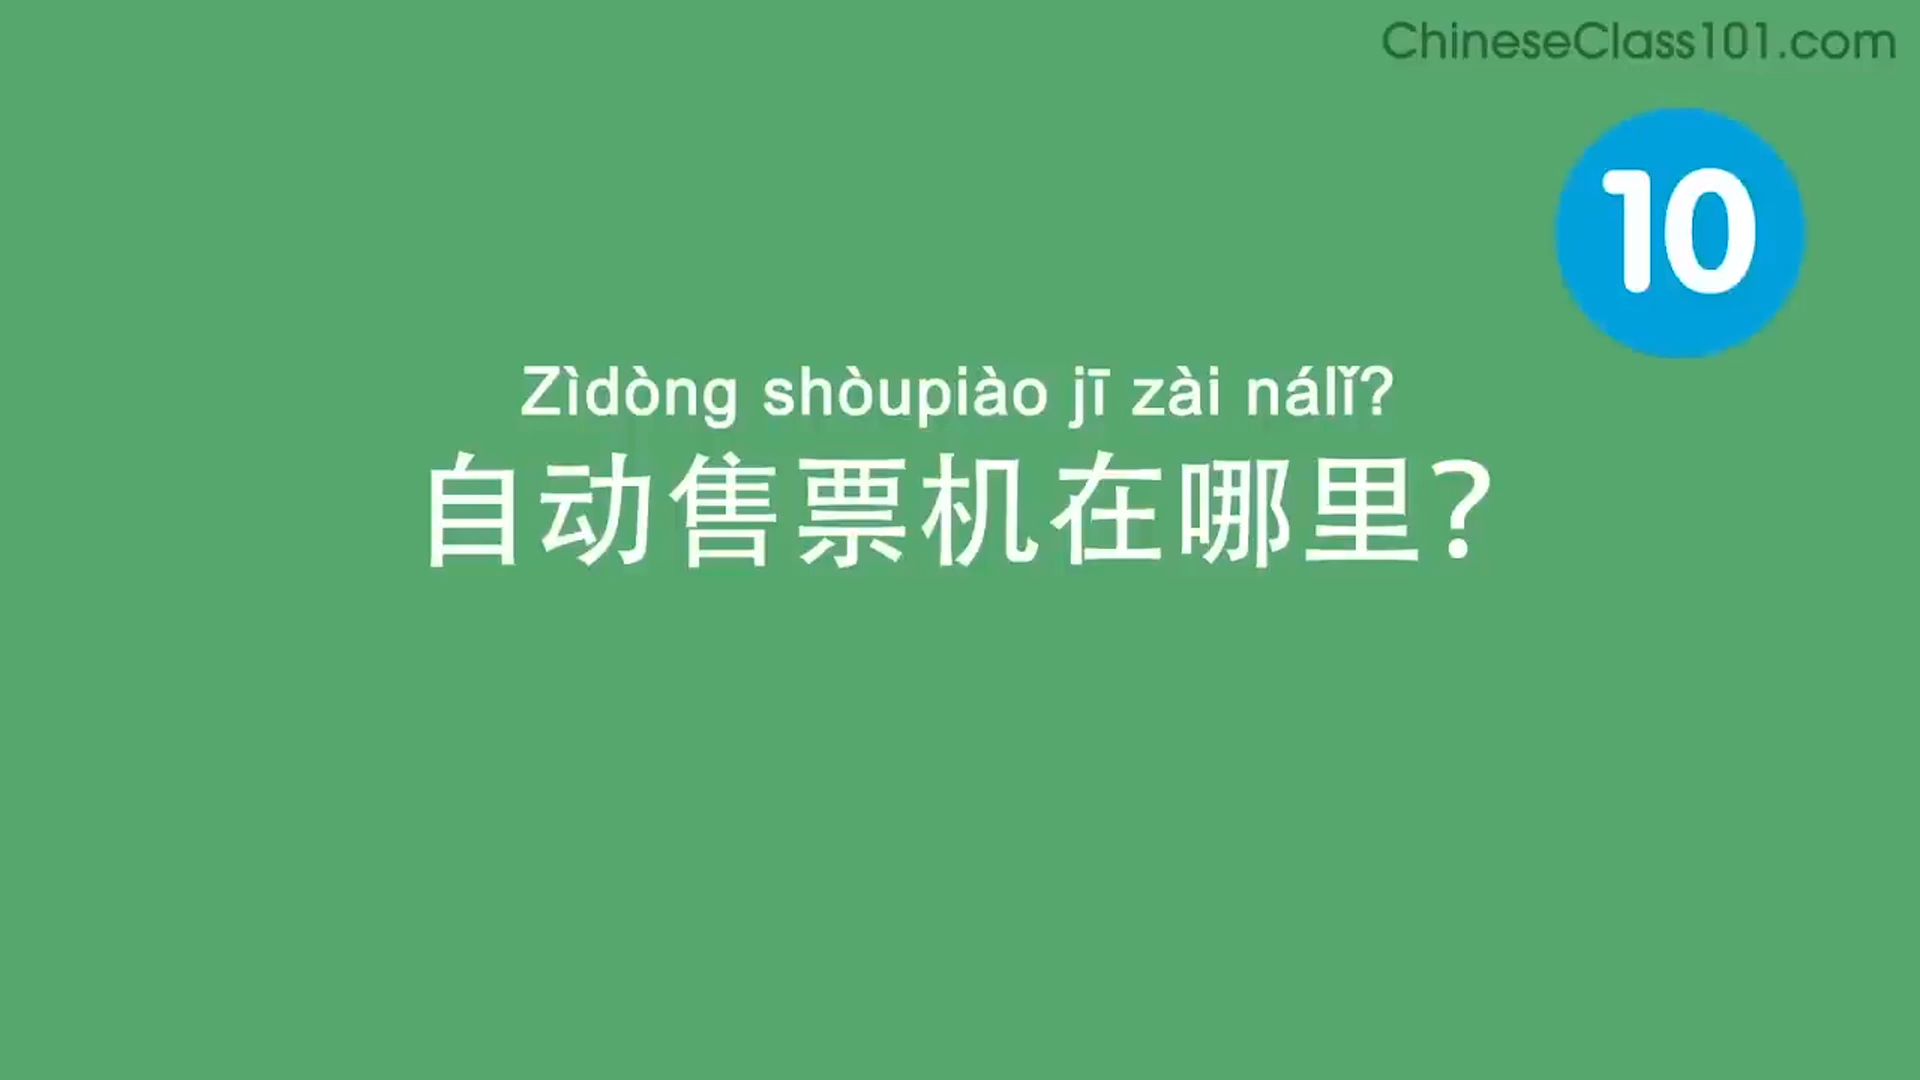 ChineseClass101.com
10
Zìdòng shòupiào jī zài nálǐ?
自动售票机在哪里?